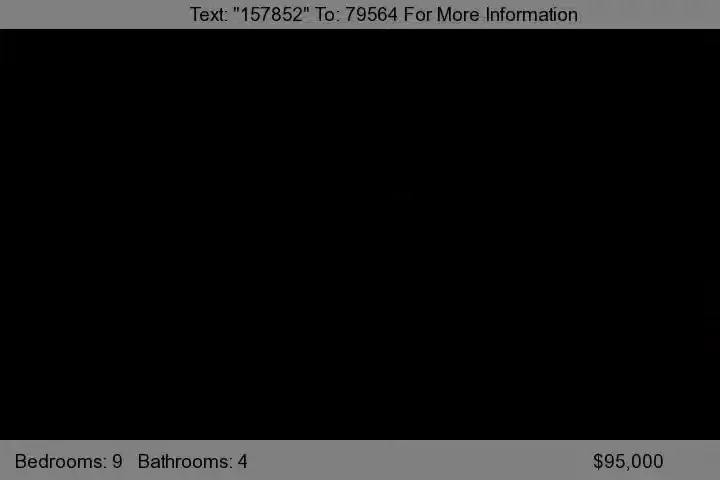 Text: "157852" To: 79564 For More Information
Bedrooms: 9 Bathrooms: 4 $95,000